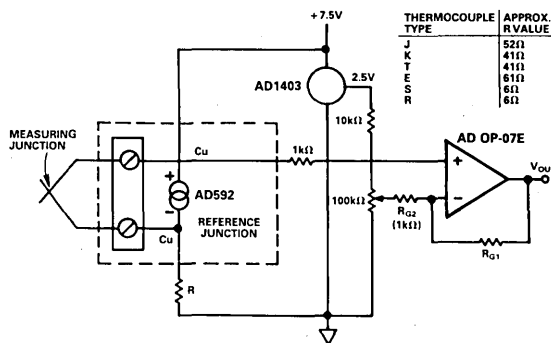 +7.5V
THERMOCOUPLE TYPE APPROX. R VALUE
J 52Ω
K 41Ω
T 41Ω
E 61Ω
S 6Ω
R 6Ω
AD1403
2.5V
10kΩ
AD OP-07E
MEASURING
JUNCTION
Cu
1kΩ
+
VOU
+
AD592
−
100kΩ
−
RG2
(1kΩ)
REFERENCE
JUNCTION
Cu
RG1
R